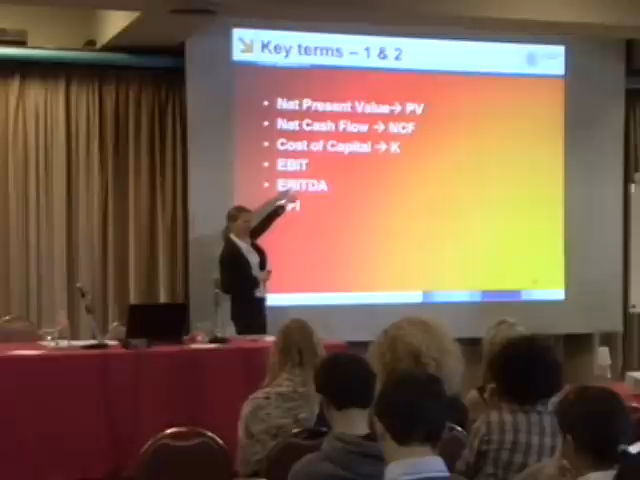 Key terms – 1 & 2
• Net Present Value→ PV
• Net Cash Flow → NCF
• Cost of Capital → K
• EBIT
• EBITDA